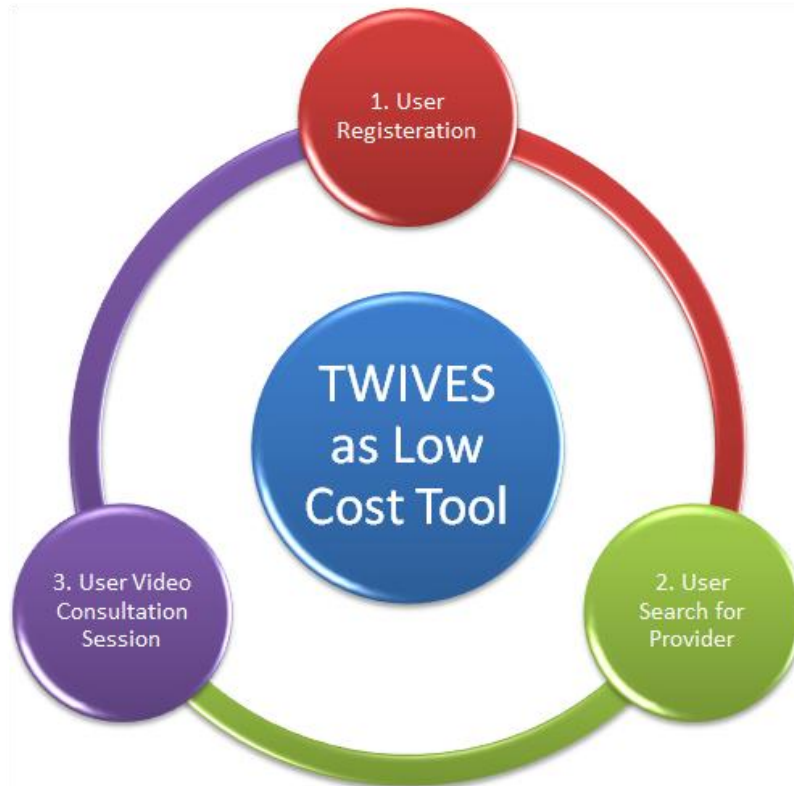 1. User
Registeration
TWIVES
as Low
Cost Tool
3. User Video
Consultation
Session
2. User
Search for
Provider